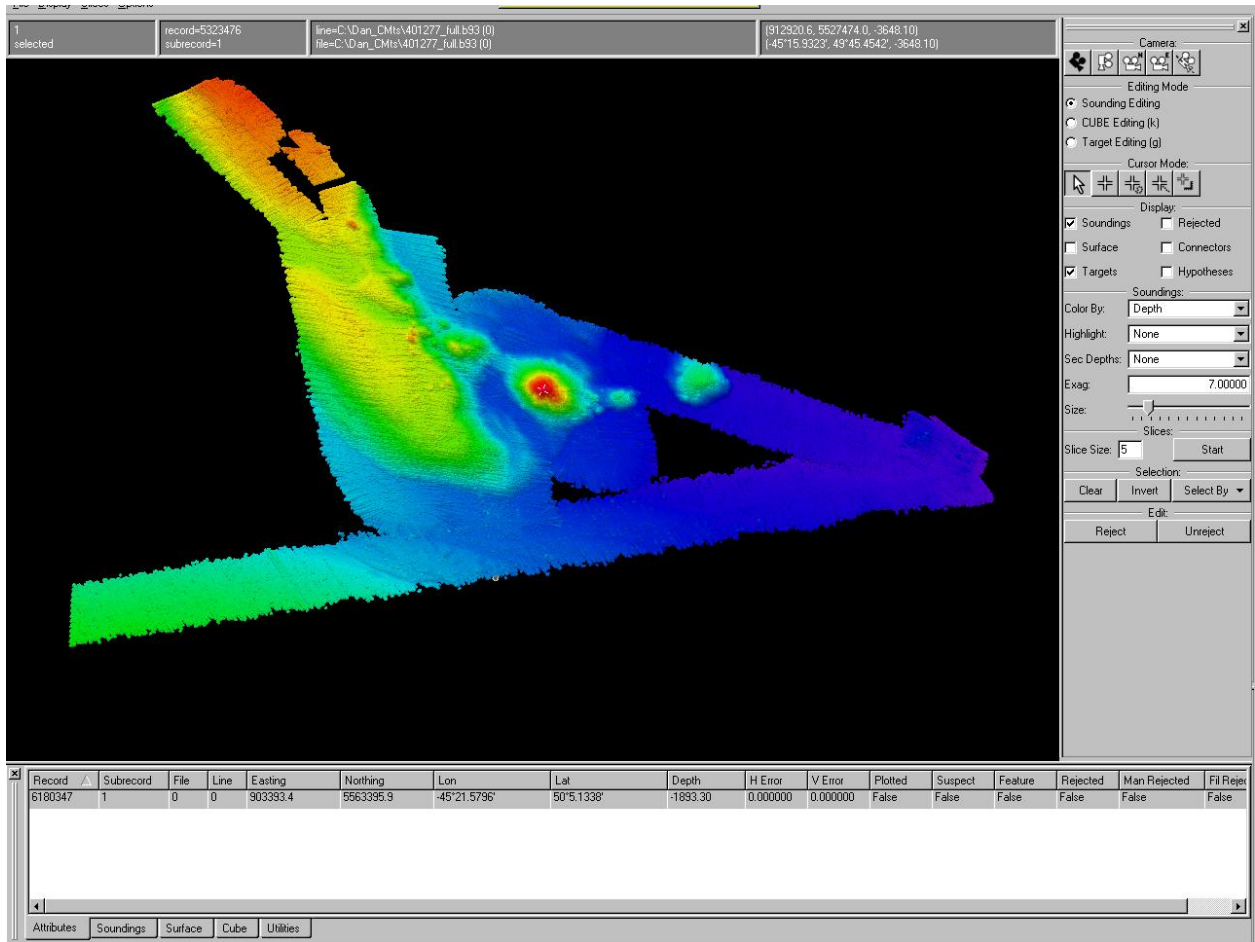 File Display Slices Options
1
selected
record=5323476
subrecord=1
line=C:\Dan_CMts\401277_full.b93 (0)
file=C:\Dan_CMts\401277_full.b93 (0)
(912920.6, 5527474.0, -3648.10)
(-45°15.9323', 49°45.4542', -3648.10)
Camera:
Editing Mode
Sounding Editing
CUBE Editing (k)
Target Editing (g)
Cursor Mode:
Display:
Soundings Rejected
Surface Connectors
Targets Hypotheses
Soundings:
Color By: Depth
Highlight: None
Sec Depths: None
Exag: 7.00000
Size:
Slices:
Slice Size: 5 Start
Selection:
Clear Invert Select By
Edit:
Reject Unreject
Record Subrecord File Line Easting Northing Lon Lat Depth H Error V Error Plotted Suspect Feature Rejected Man Rejected Fil Rejec
6180347 1 0 0 903393.4 5563395.9 -45°21.5796' 50°5.1338' -1893.30 0.000000 0.000000 False False False False False False
Attributes Soundings Surface Cube Utilities